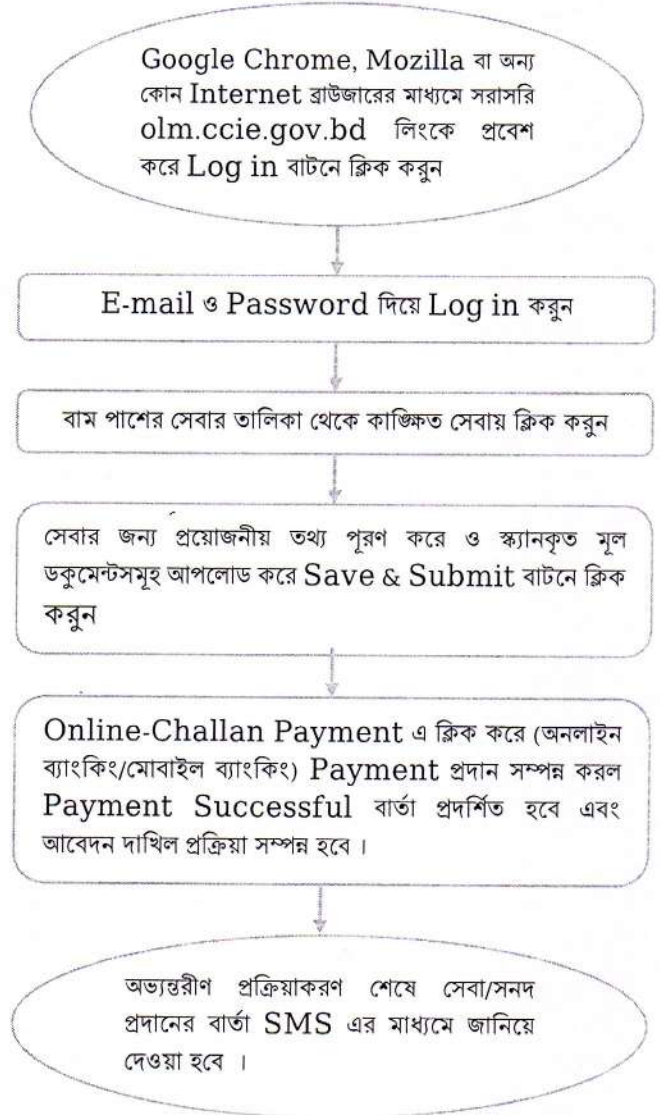 Google Chrome, Mozilla বা অন্য
কোন Internet ব্রাউজারের মাধ্যমে সরাসরি
olm.ccie.gov.bd লিংকে প্রবেশ
করে Log in বাটনে ক্লিক করুন
E-mail ও Password দিয়ে Log in করুন
বাম পাশের সেবার তালিকা থেকে কাঙ্ক্ষিত সেবায় ক্লিক করুন
সেবার জন্য প্রয়োজনীয় তথ্য পূরণ করে ও স্ক্যানকৃত মূল
ডকুমেন্টসমূহ আপলোড করে Save & Submit বাটনে ক্লিক
করুন
Online-Challan Payment এ ক্লিক করে (অনলাইন
ব্যাংকিং/মোবাইল ব্যাংকিং) Payment প্রদান সম্পন্ন করল
Payment Successful বার্তা প্রদর্শিত হবে এবং
আবেদন দাখিল প্রক্রিয়া সম্পন্ন হবে ।
অভ্যন্তরীণ প্রক্রিয়াকরণ শেষে সেবা/সনদ
প্রদানের বার্তা SMS এর মাধ্যমে জানিয়ে
দেওয়া হবে ।